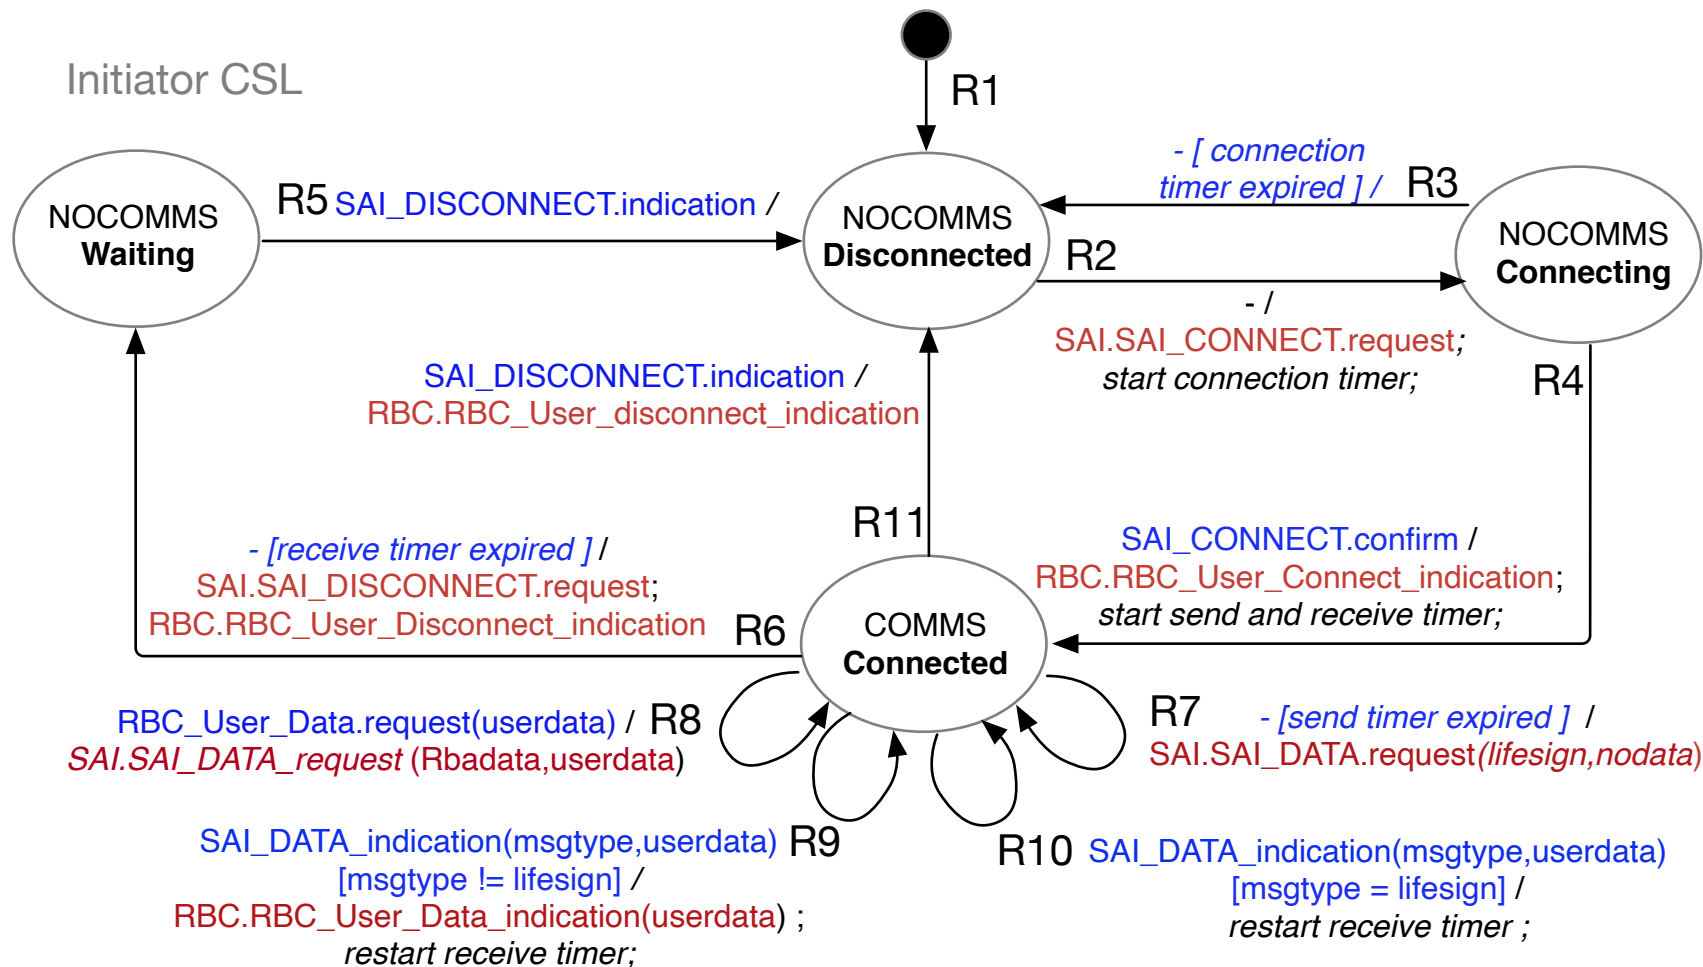 Initiator CSL
R1
NOCOMMS
Waiting
R5 SAI_DISCONNECT.indication /
NOCOMMS
Disconnected
- [ connection
timer expired ] /
R3
R2
- /
SAI.SAI_CONNECT.request;
start connection timer;
NOCOMMS
Connecting
R4
SAI_DISCONNECT.indication /
RBC.RBC_User_disconnect_indication
R11
- [receive timer expired ] /
SAI.SAI_DISCONNECT.request;
RBC.RBC_User_Disconnect_indication
R6
COMMS
Connected
SAI_CONNECT.confirm /
RBC.RBC_User_Connect_indication;
start send and receive timer;
RBC_User_Data.request(userdata) / R8
SAI.SAI_DATA_request (Rbadata,userdata)
R7 - [send timer expired ] /
SAI.SAI_DATA.request(lifesign,nodata)
SAI_DATA_indication(msgtype,userdata) R9
[msgtype != lifesign] /
RBC.RBC_User_Data_indication(userdata) ;
restart receive timer;
R10 SAI_DATA_indication(msgtype,userdata)
[msgtype = lifesign] /
restart receive timer ;